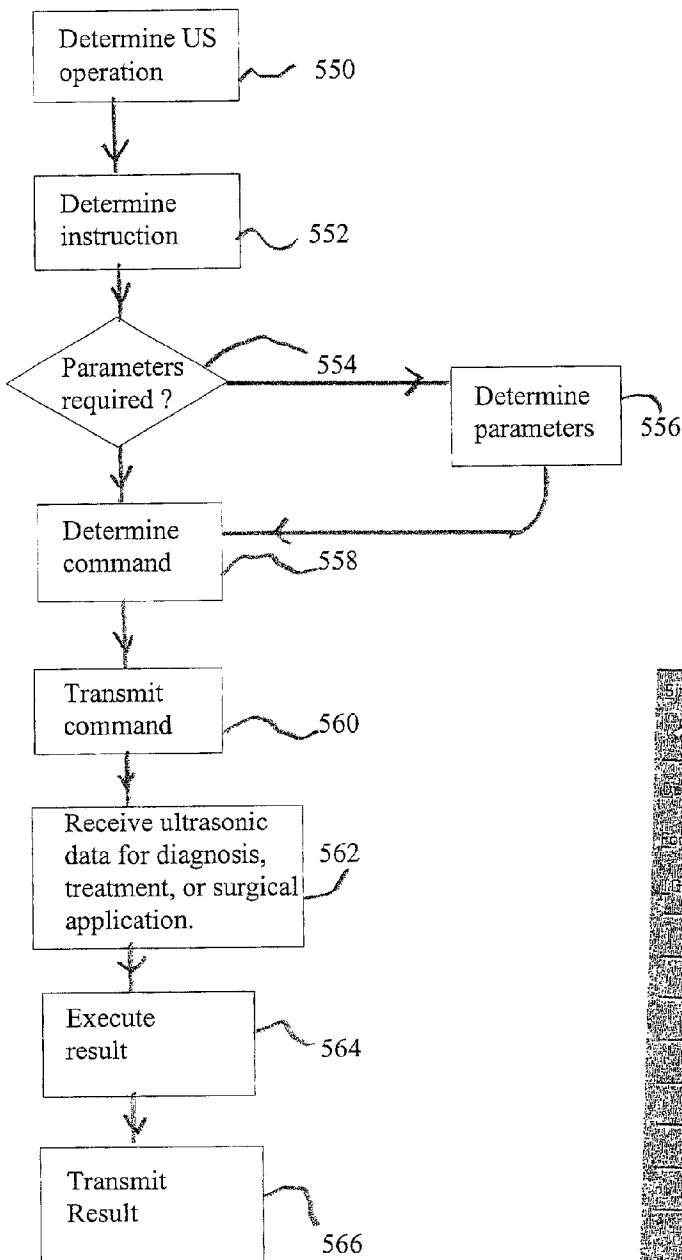 Determine US
operation
550
Determine
instruction
552
Parameters
required ?
554
Determine
parameters
556
Determine
command
558
Transmit
command
560
Receive ultrasonic
data for diagnosis,
treatment, or surgical
application.
562
Execute
result
564
Transmit
Result
566